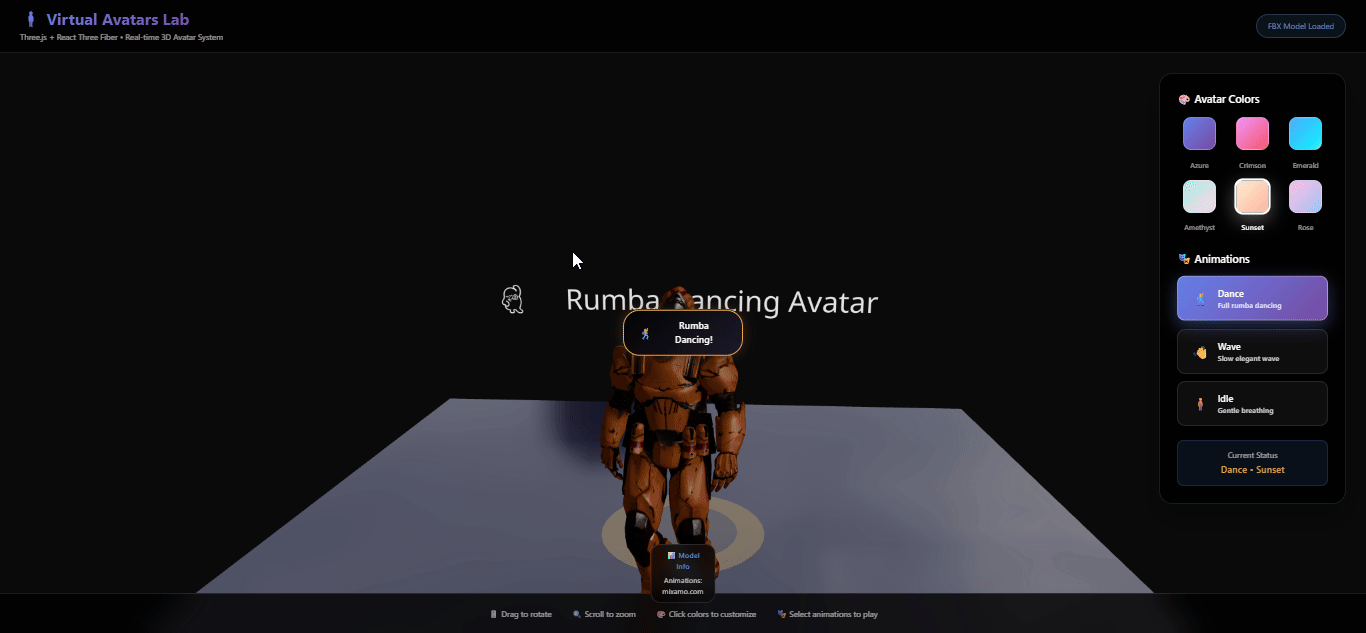 Virtual Avatars Lab
Three.js + React Three Fiber • Real-time 3D Avatar System
FBX Model Loaded
Avatar Colors
Azure
Crimson
Emerald
Amethyst
Sunset
Rose
Animations
Dance
Full rumba dancing
Wave
Slow elegant wave
Idle
Gentle breathing
Current Status
Dance • Sunset
Rumba Dancing Avatar
Rumba
Dancing!
Model
Info
Animations:
mixamo.com
Drag to rotate
Scroll to zoom
Click colors to customize
Select animations to play